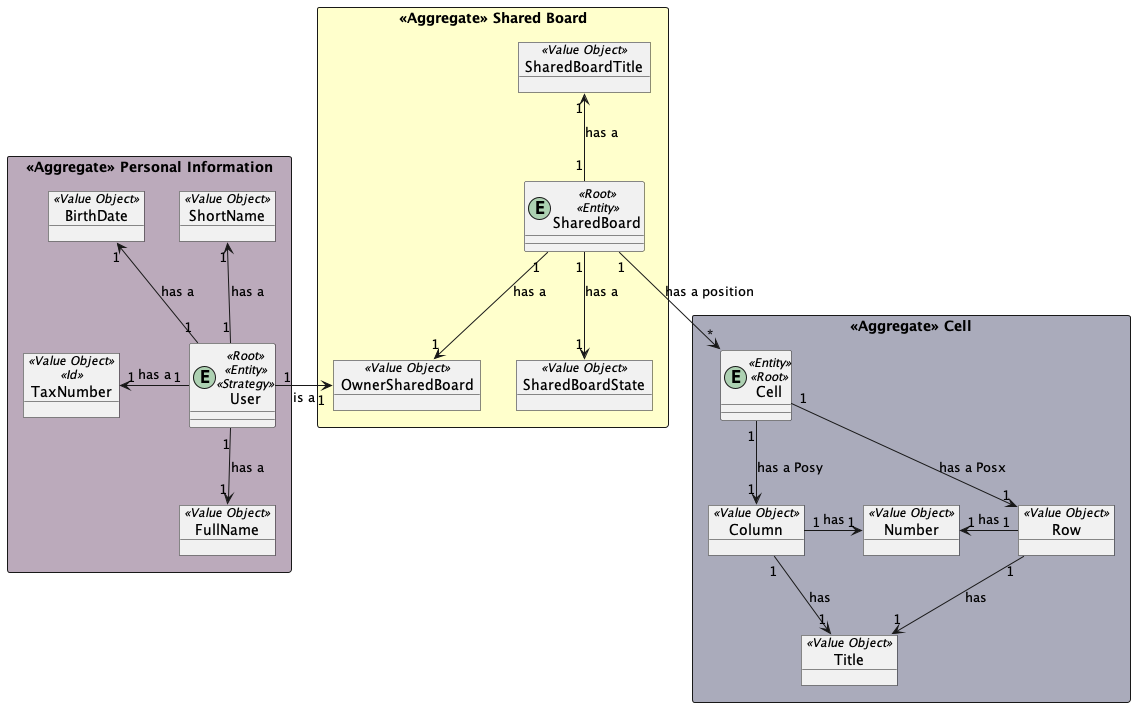 «Aggregate» Shared Board
«Value Object»
SharedBoardTitle
1
has a
1
«Root»
«Entity»
E
SharedBoard
1
1
1
has a
has a
has a position
1
1
*
«Value Object»
OwnerSharedBoard
«Value Object»
SharedBoardState
«Aggregate» Personal Information
«Value Object»
BirthDate
«Value Object»
ShortName
1
1
has a
has a
1
1
«Value Object»
«Id»
TaxNumber
1
has a
1
«Root»
«Entity»
«Strategy»
E
User
1
is a
1
1
has a
1
«Value Object»
FullName
«Aggregate» Cell
«Entity»
«Root»
E
Cell
1
1
has a Posy
has a Posx
1
1
«Value Object»
Column
1
has
1
«Value Object»
Number
1
has
1
«Value Object»
Row
1
1
has
has
1
1
«Value Object»
Title